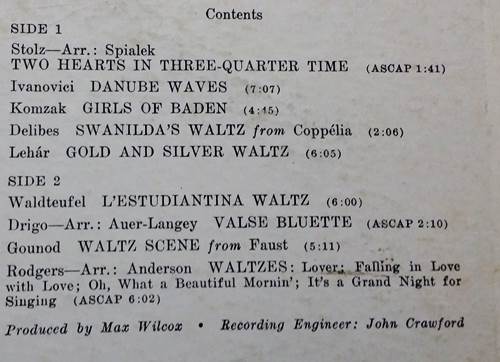 Contents
SIDE 1
Stolz—Arr.: Spialek
TWO HEARTS IN THREE-QUARTER TIME (ASCAP 1:41)
Ivanovici DANUBE WAVES (7:07)
Komzak GIRLS OF BADEN (4:45)
Delibes SWANILDA'S WALTZ from Coppélia (2:06)
Lehár GOLD AND SILVER WALTZ (6:05)
SIDE 2
Waldteufel L'ESTUDIANTINA WALTZ (6:00)
Drigo—Arr.: Auer-Langey VALSE BLUETTE (ASCAP 2:10)
Gounod WALTZ SCENE from Faust (5:11)
Rodgers—Arr.: Anderson WALTZES: Lover; Falling in Love
with Love; Oh, What a Beautiful Mornin'; It's a Grand Night for
Singing (ASCAP 6:02)
Produced by Max Wilcox • Recording Engineer: John Crawford